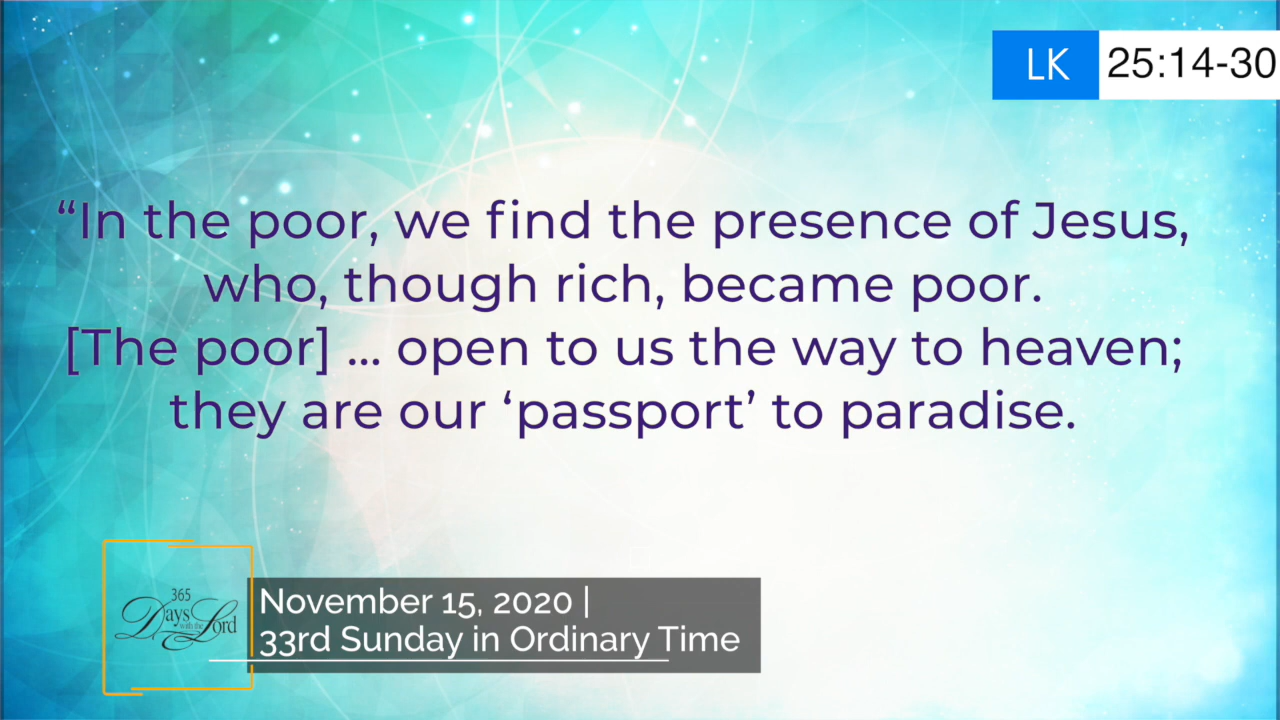 LK 25:14-30
“In the poor, we find the presence of Jesus,
who, though rich, became poor.
[The poor] ... open to us the way to heaven;
they are our ‘passport’ to paradise.
365
Days with the Lord
November 15, 2020 |
33rd Sunday in Ordinary Time